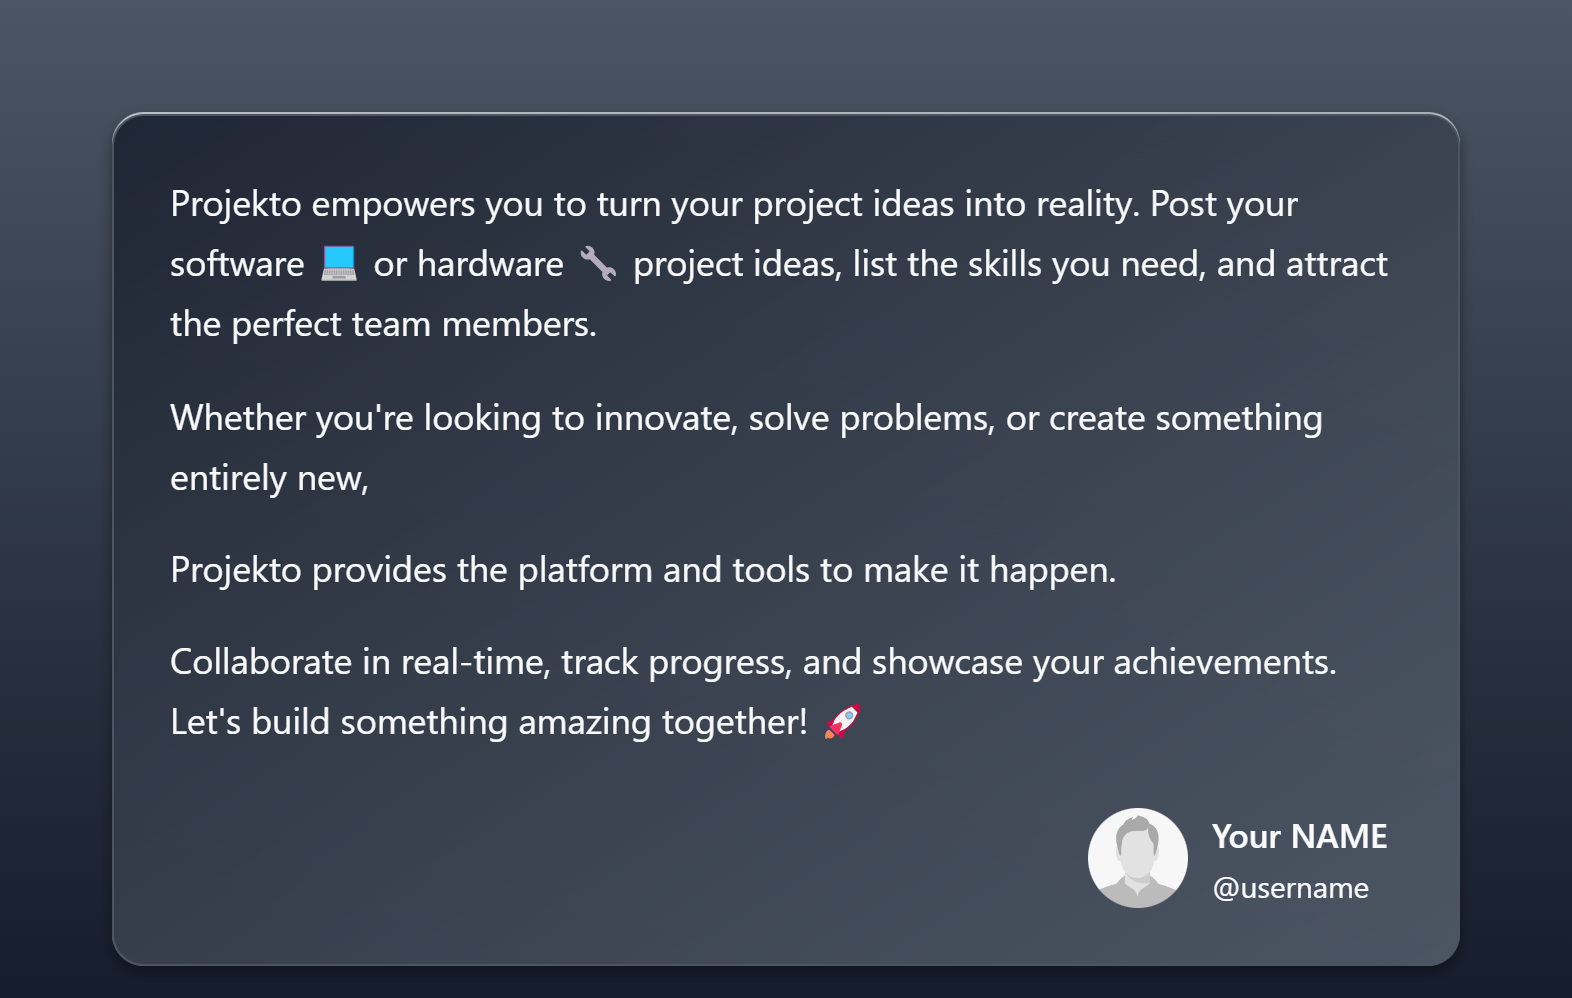 Projekto empowers you to turn your project ideas into reality. Post your
software 💻 or hardware 🔧 project ideas, list the skills you need, and attract
the perfect team members.
Whether you're looking to innovate, solve problems, or create something
entirely new,
Projekto provides the platform and tools to make it happen.
Collaborate in real-time, track progress, and showcase your achievements.
Let's build something amazing together! 🚀
Your NAME
@username